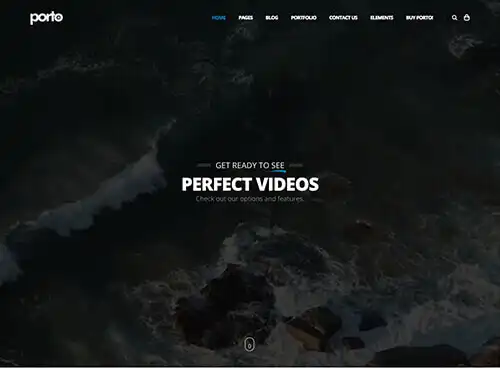 porto
HOME PAGES BLOG PORTFOLIO CONTACT US ELEMENTS BUY PORTO!
GET READY TO SEE
PERFECT VIDEOS
Check out our options and features.